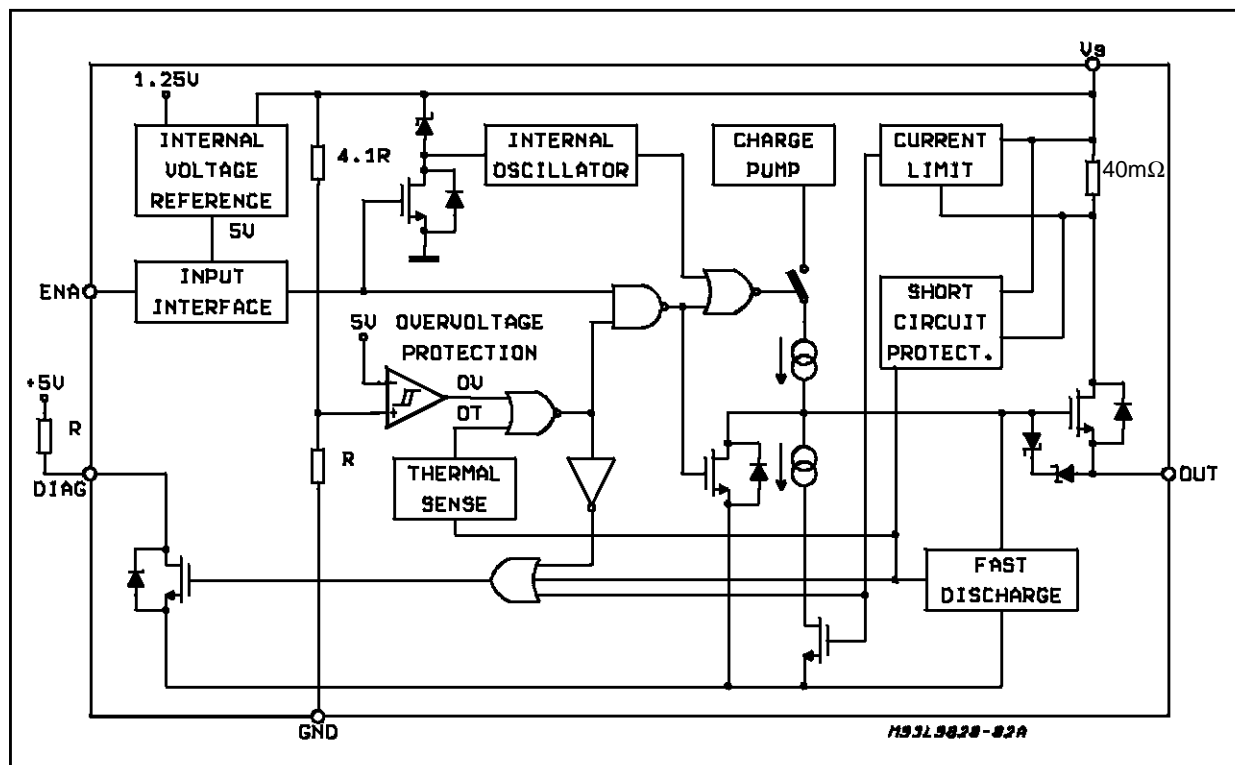 Vs
1.25V
INTERNAL
VOLTAGE
REFERENCE
4.1R
INTERNAL
OSCILLATOR
CHARGE
PUMP
CURRENT
LIMIT
40mΩ
5V
ENA
INPUT
INTERFACE
SHORT
CIRCUIT
PROTECT.
5V
OVERVOLTAGE
PROTECTION
+5V
R
OV
OT
R
DIAG
THERMAL
SENSE
OUT
FAST
DISCHARGE
GND
M93L9828-02A